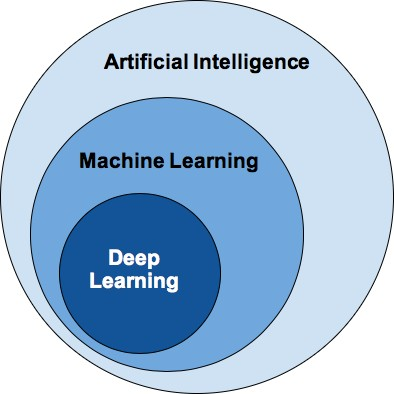 Artificial Intelligence
Machine Learning
Deep
Learning